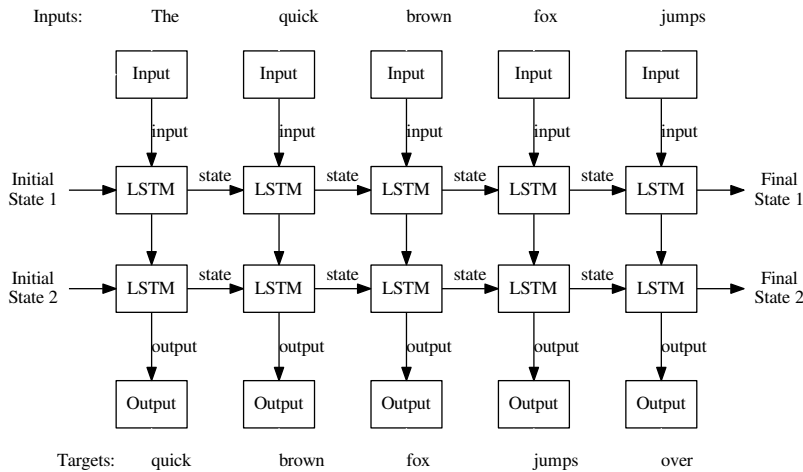 Inputs: The quick brown fox jumps
Input Input Input Input Input
input input input input input
Initial State 1 LSTM state LSTM state LSTM state LSTM state LSTM Final State 1
Initial State 2 LSTM state LSTM state LSTM state LSTM state LSTM Final State 2
output output output output output
Output Output Output Output Output
Targets: quick brown fox jumps over